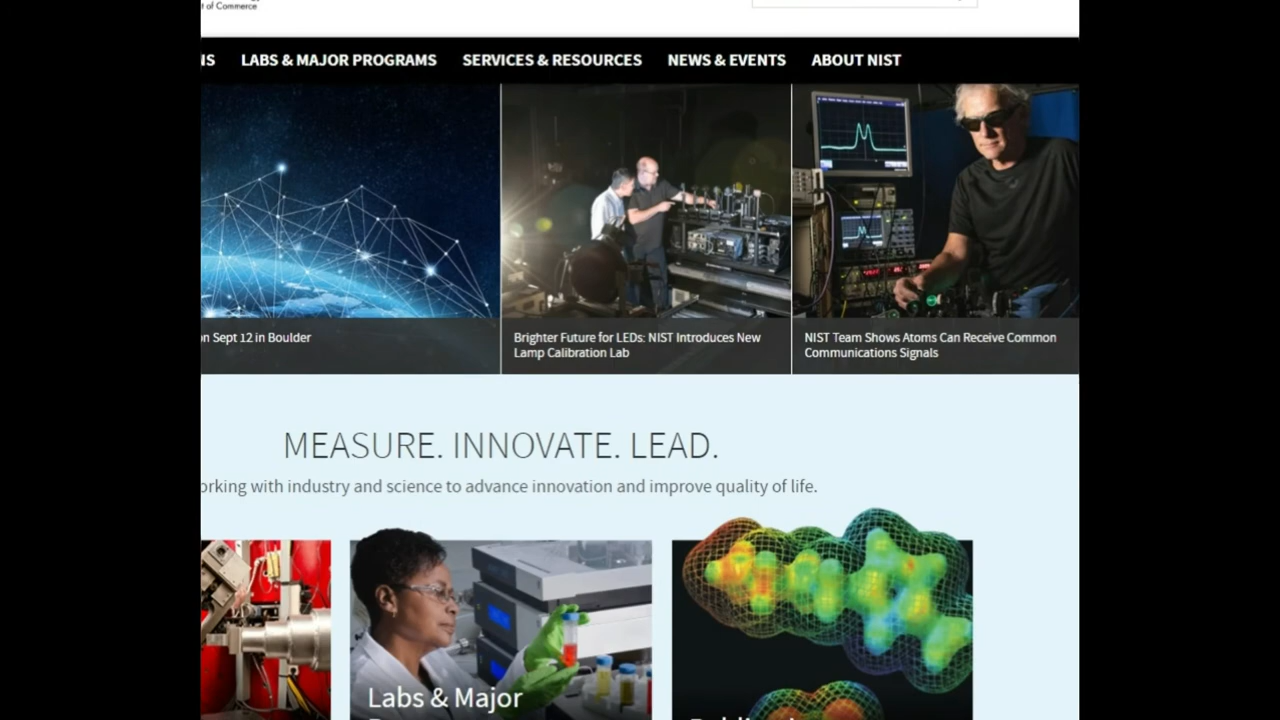 t of Commerce
NS LABS & MAJOR PROGRAMS SERVICES & RESOURCES NEWS & EVENTS ABOUT NIST
on Sept 12 in Boulder
Brighter Future for LEDs: NIST Introduces New
Lamp Calibration Lab
NIST Team Shows Atoms Can Receive Common
Communications Signals
MEASURE. INNOVATE. LEAD.
orking with industry and science to advance innovation and improve quality of life.
Labs & Major